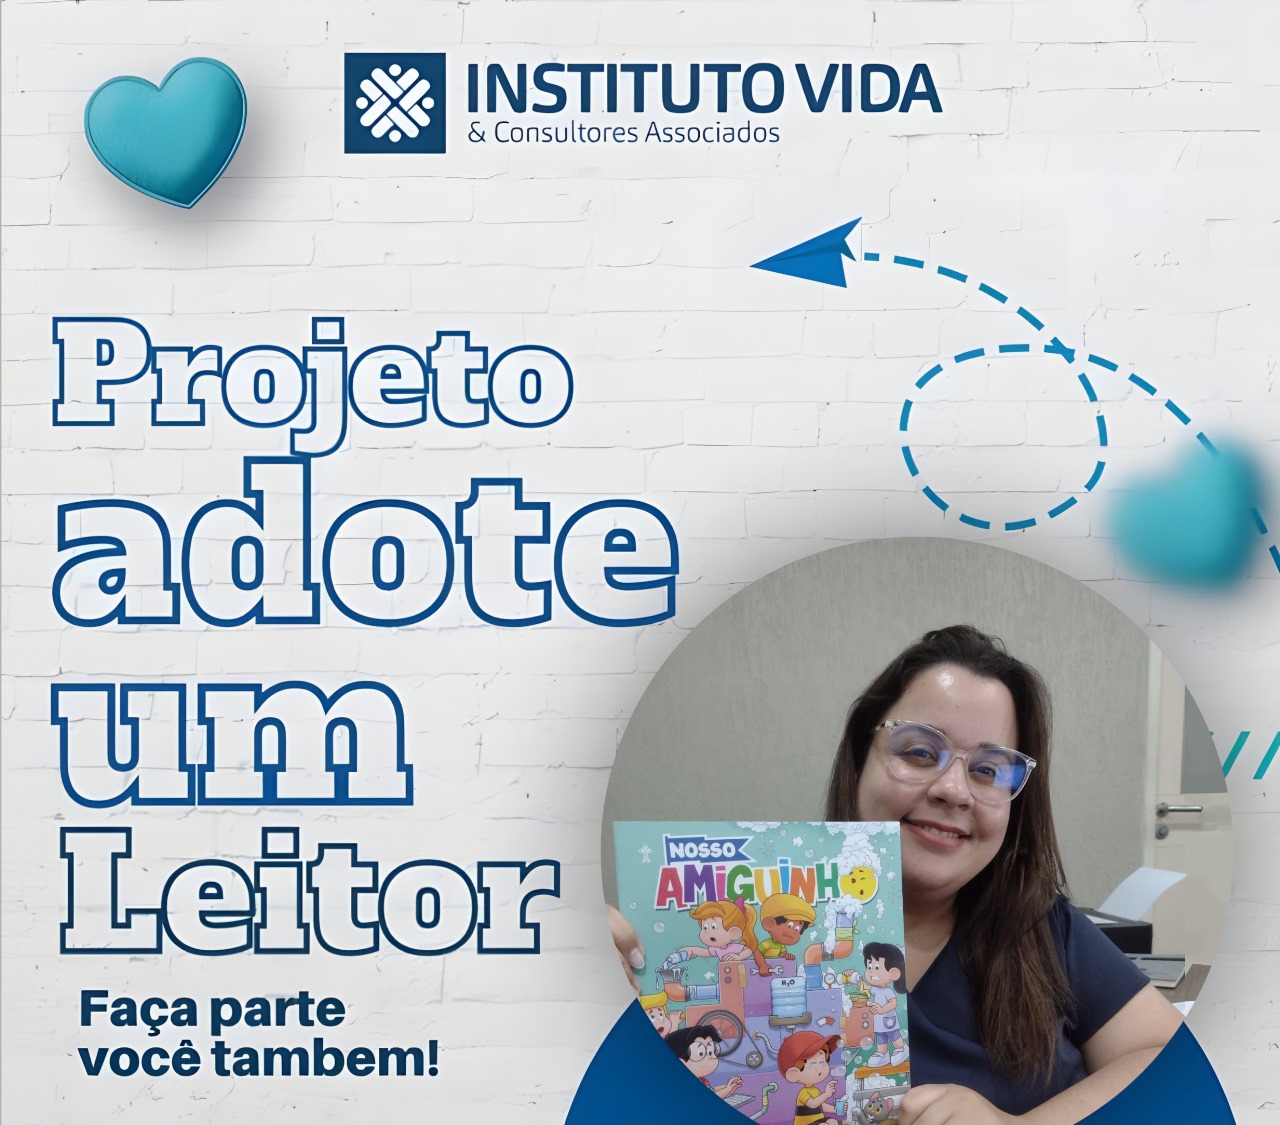 INSTITUTO VIDA
& Consultores Associados
Projeto
adote
um
Leitor
Faça parte
você tambem!
NOSSO
AMiGUiNHO
H₂O